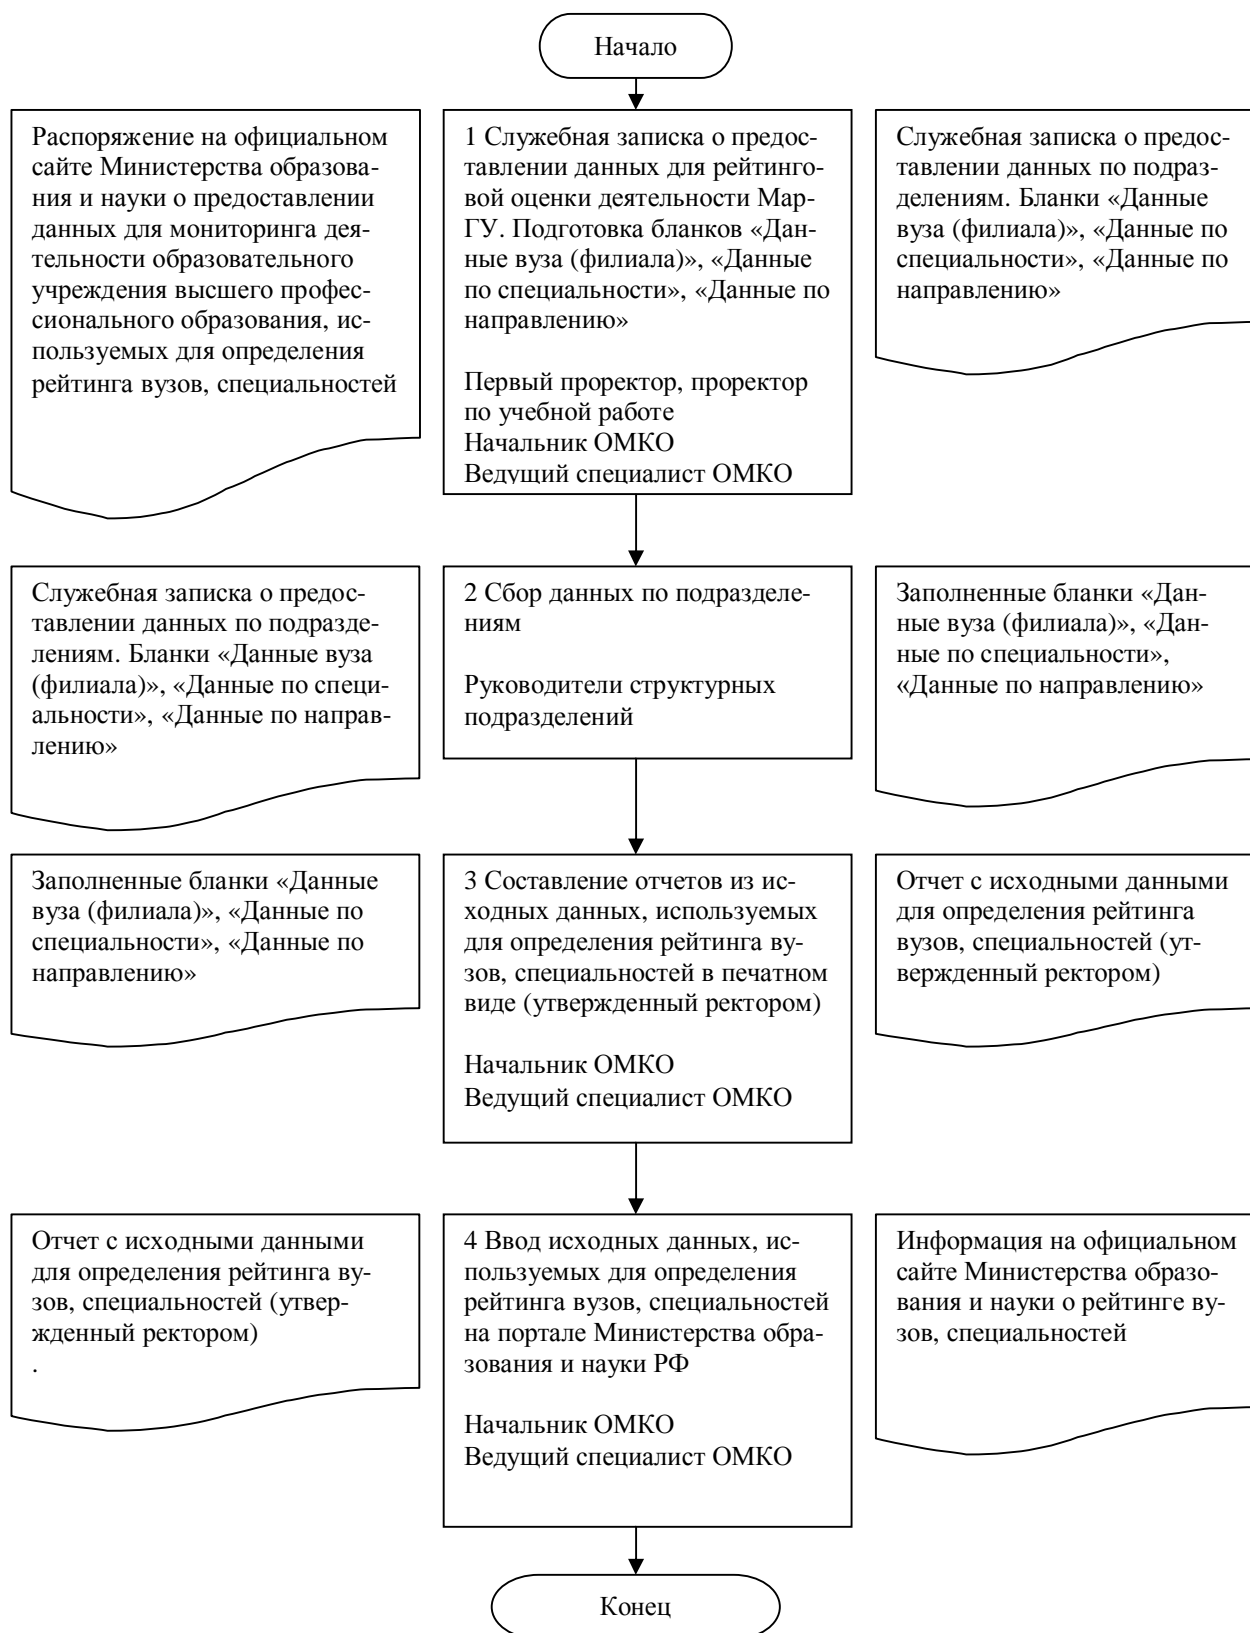 Начало
Распоряжение на официальном
сайте Министерства образова-
ния и науки о предоставлении
данных для мониторинга дея-
тельности образовательного
учреждения высшего профес-
сионального образования, ис-
пользуемых для определения
рейтинга вузов, специальностей
1 Служебная записка о предос-
тавлении данных для рейтинго-
вой оценки деятельности Мар-
ГУ. Подготовка бланков «Дан-
ные вуза (филиала)», «Данные
по специальности», «Данные по
направлению»
Первый проректор, проректор
по учебной работе
Начальник ОМКО
Ведущий специалист ОМКО
Служебная записка о предос-
тавлении данных по подраз-
делениям. Бланки «Данные
вуза (филиала)», «Данные по
специальности», «Данные по
направлению»
Служебная записка о предос-
тавлении данных по подразде-
лениям. Бланки «Данные вуза
(филиала)», «Данные по специ-
альности», «Данные по направ-
лению»
2 Сбор данных по подразделе-
ниям
Руководители структурных
подразделений
Заполненные бланки «Дан-
ные вуза (филиала)», «Дан-
ные по специальности»,
«Данные по направлению»
Заполненные бланки «Данные
вуза (филиала)», «Данные по
специальности», «Данные по
направлению»
3 Составление отчетов из ис-
ходных данных, используемых
для определения рейтинга ву-
зов, специальностей в печатном
виде (утвержденный ректором)
Начальник ОМКО
Ведущий специалист ОМКО
Отчет с исходными данными
для определения рейтинга
вузов, специальностей (ут-
вержденный ректором)
Отчет с исходными данными
для определения рейтинга ву-
зов, специальностей (утвер-
жденный ректором)
.
4 Ввод исходных данных, ис-
пользуемых для определения
рейтинга вузов, специальностей
на портале Министерства обра-
зования и науки РФ
Начальник ОМКО
Ведущий специалист ОМКО
Информация на официальном
сайте Министерства образо-
вания и науки о рейтинге ву-
зов, специальностей
Конец